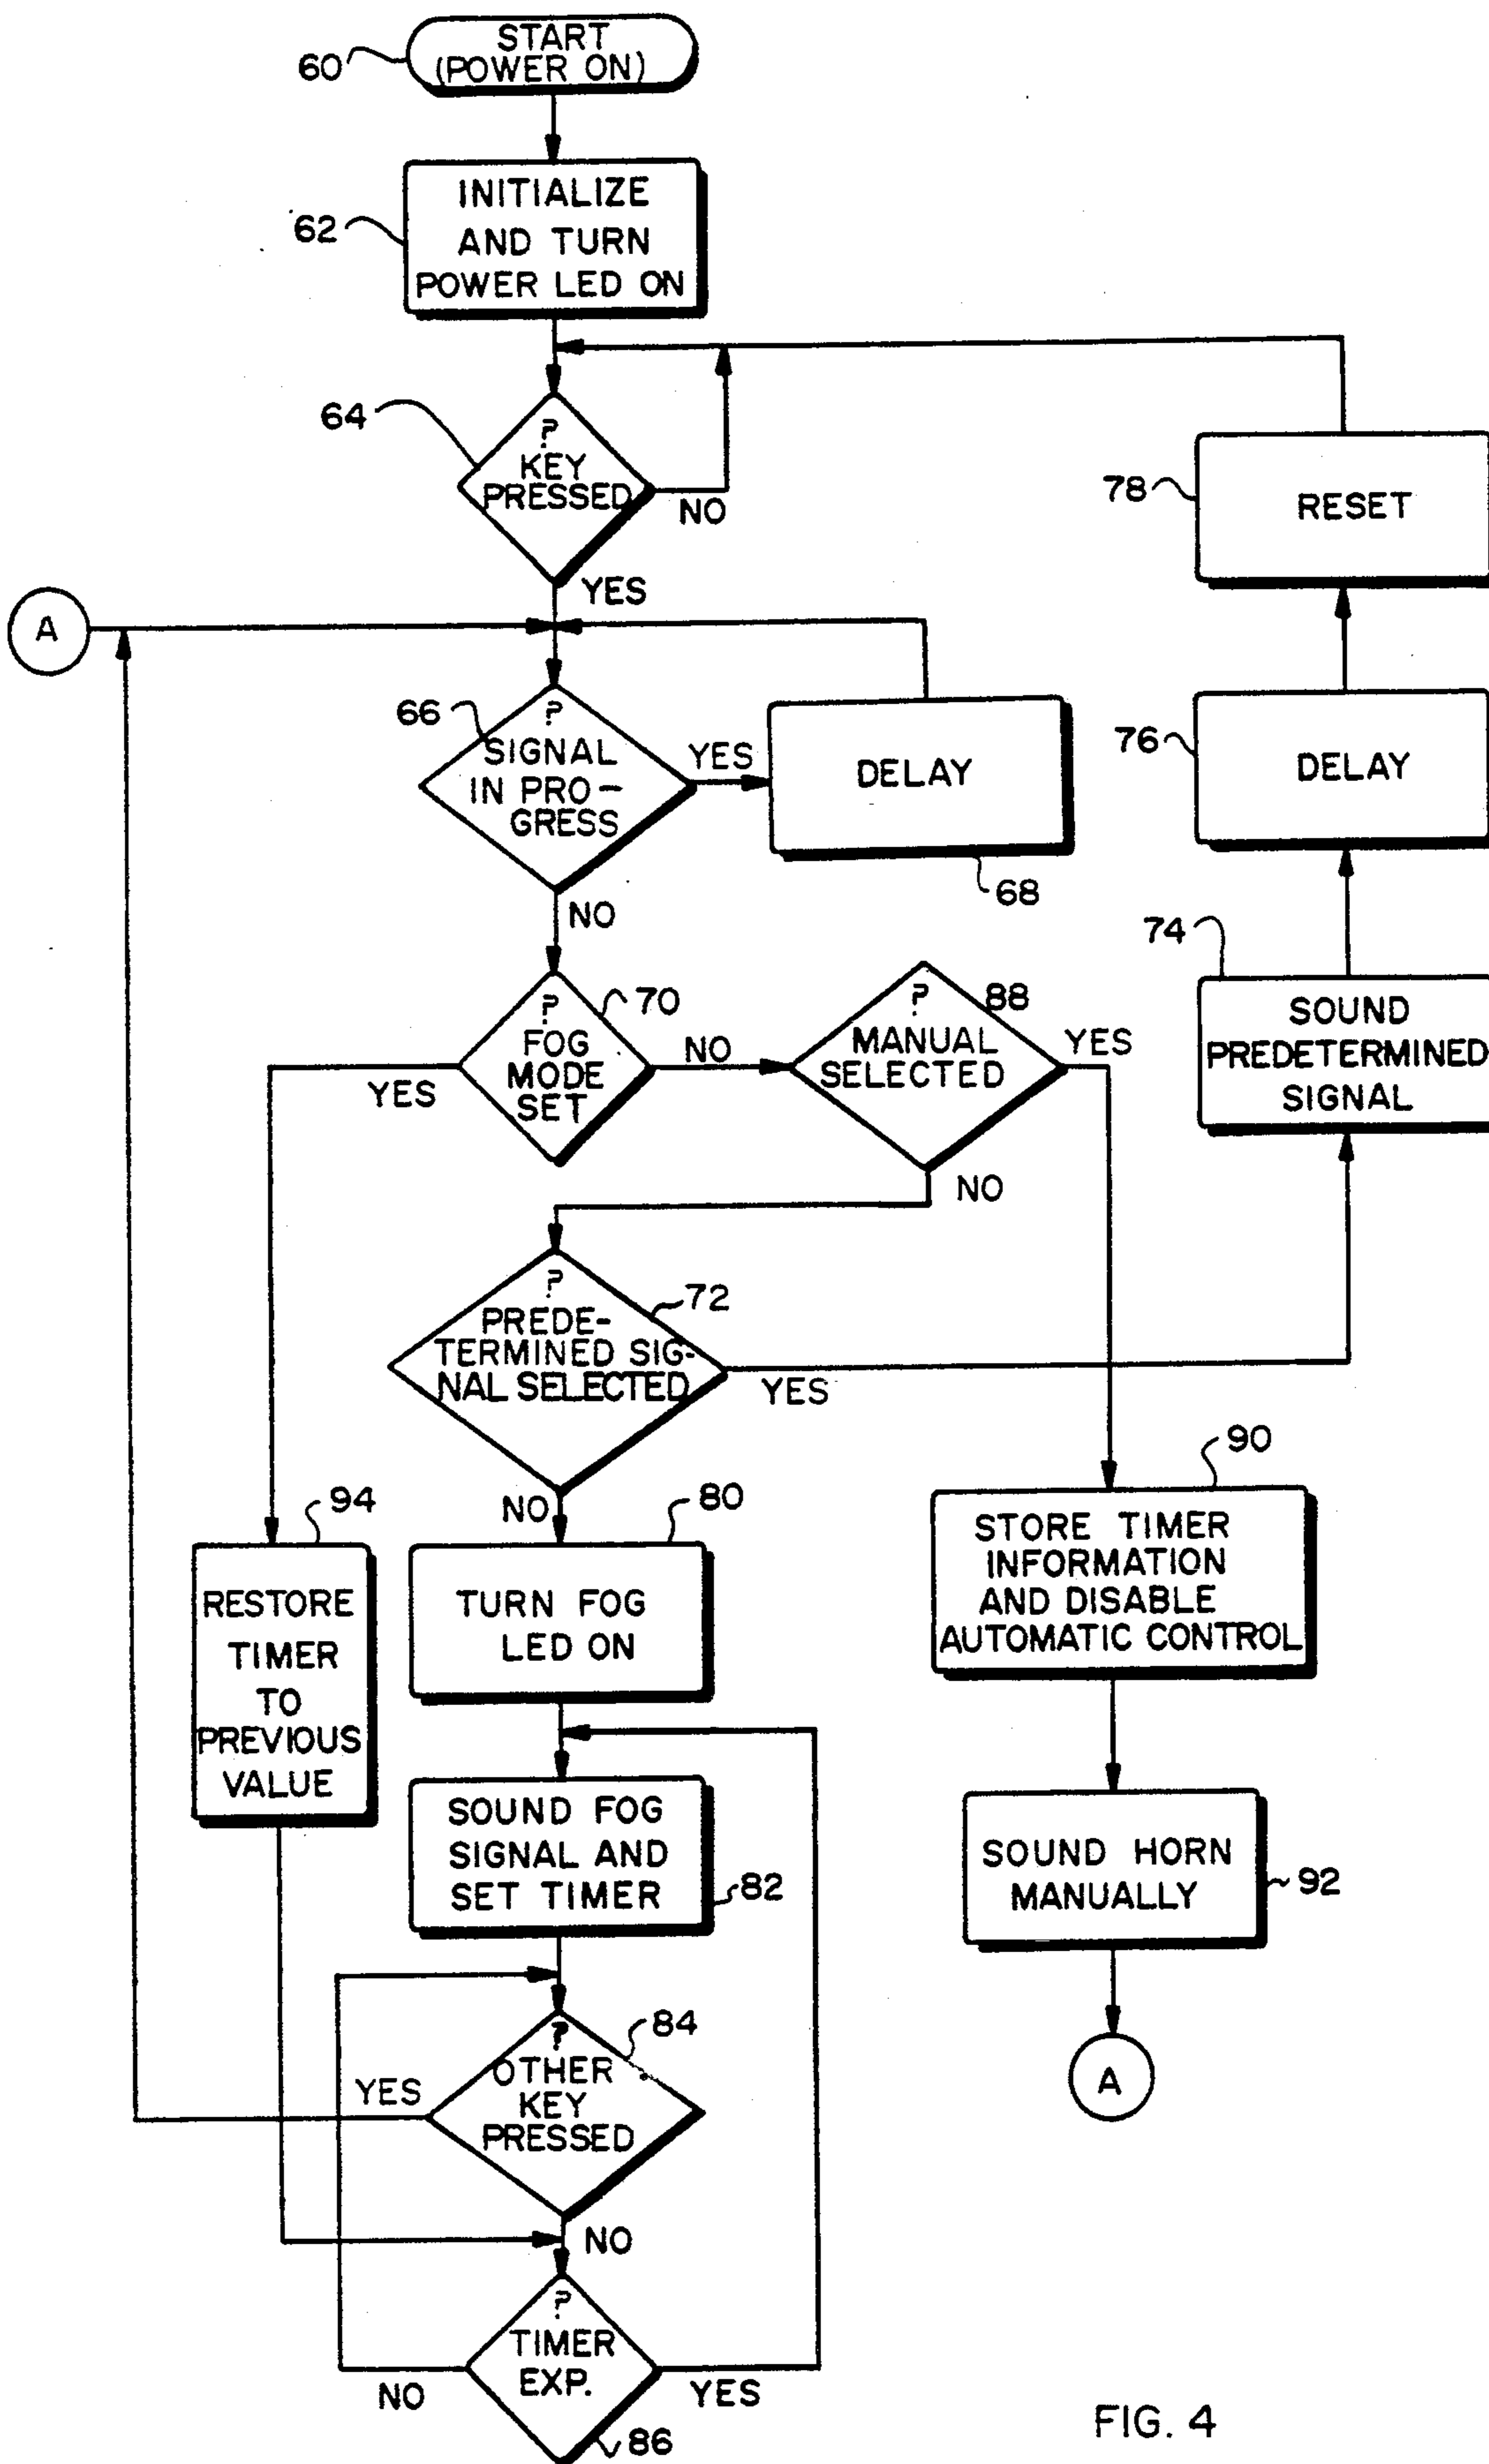 START
(POWER ON)
60
INITIALIZE
AND TURN
POWER LED ON
62
64
?
KEY
PRESSED
NO
YES
78
RESET
A
66
?
SIGNAL
IN PRO-
GRESS
YES
DELAY
68
76
DELAY
NO
74
SOUND
PREDETERMINED
SIGNAL
70
?
FOG
MODE
SET
YES
NO
88
?
MANUAL
SELECTED
YES
NO
72
?
PREDE-
TERMINED SIG-
NAL SELECTED
YES
NO
94
RESTORE
TIMER
TO
PREVIOUS
VALUE
80
TURN FOG
LED ON
90
STORE TIMER
INFORMATION
AND DISABLE
AUTOMATIC CONTROL
SOUND FOG
SIGNAL AND
SET TIMER
82
SOUND HORN
MANUALLY
92
84
?
OTHER
KEY
PRESSED
YES
NO
A
?
TIMER
EXP.
NO
YES
86
FIG. 4